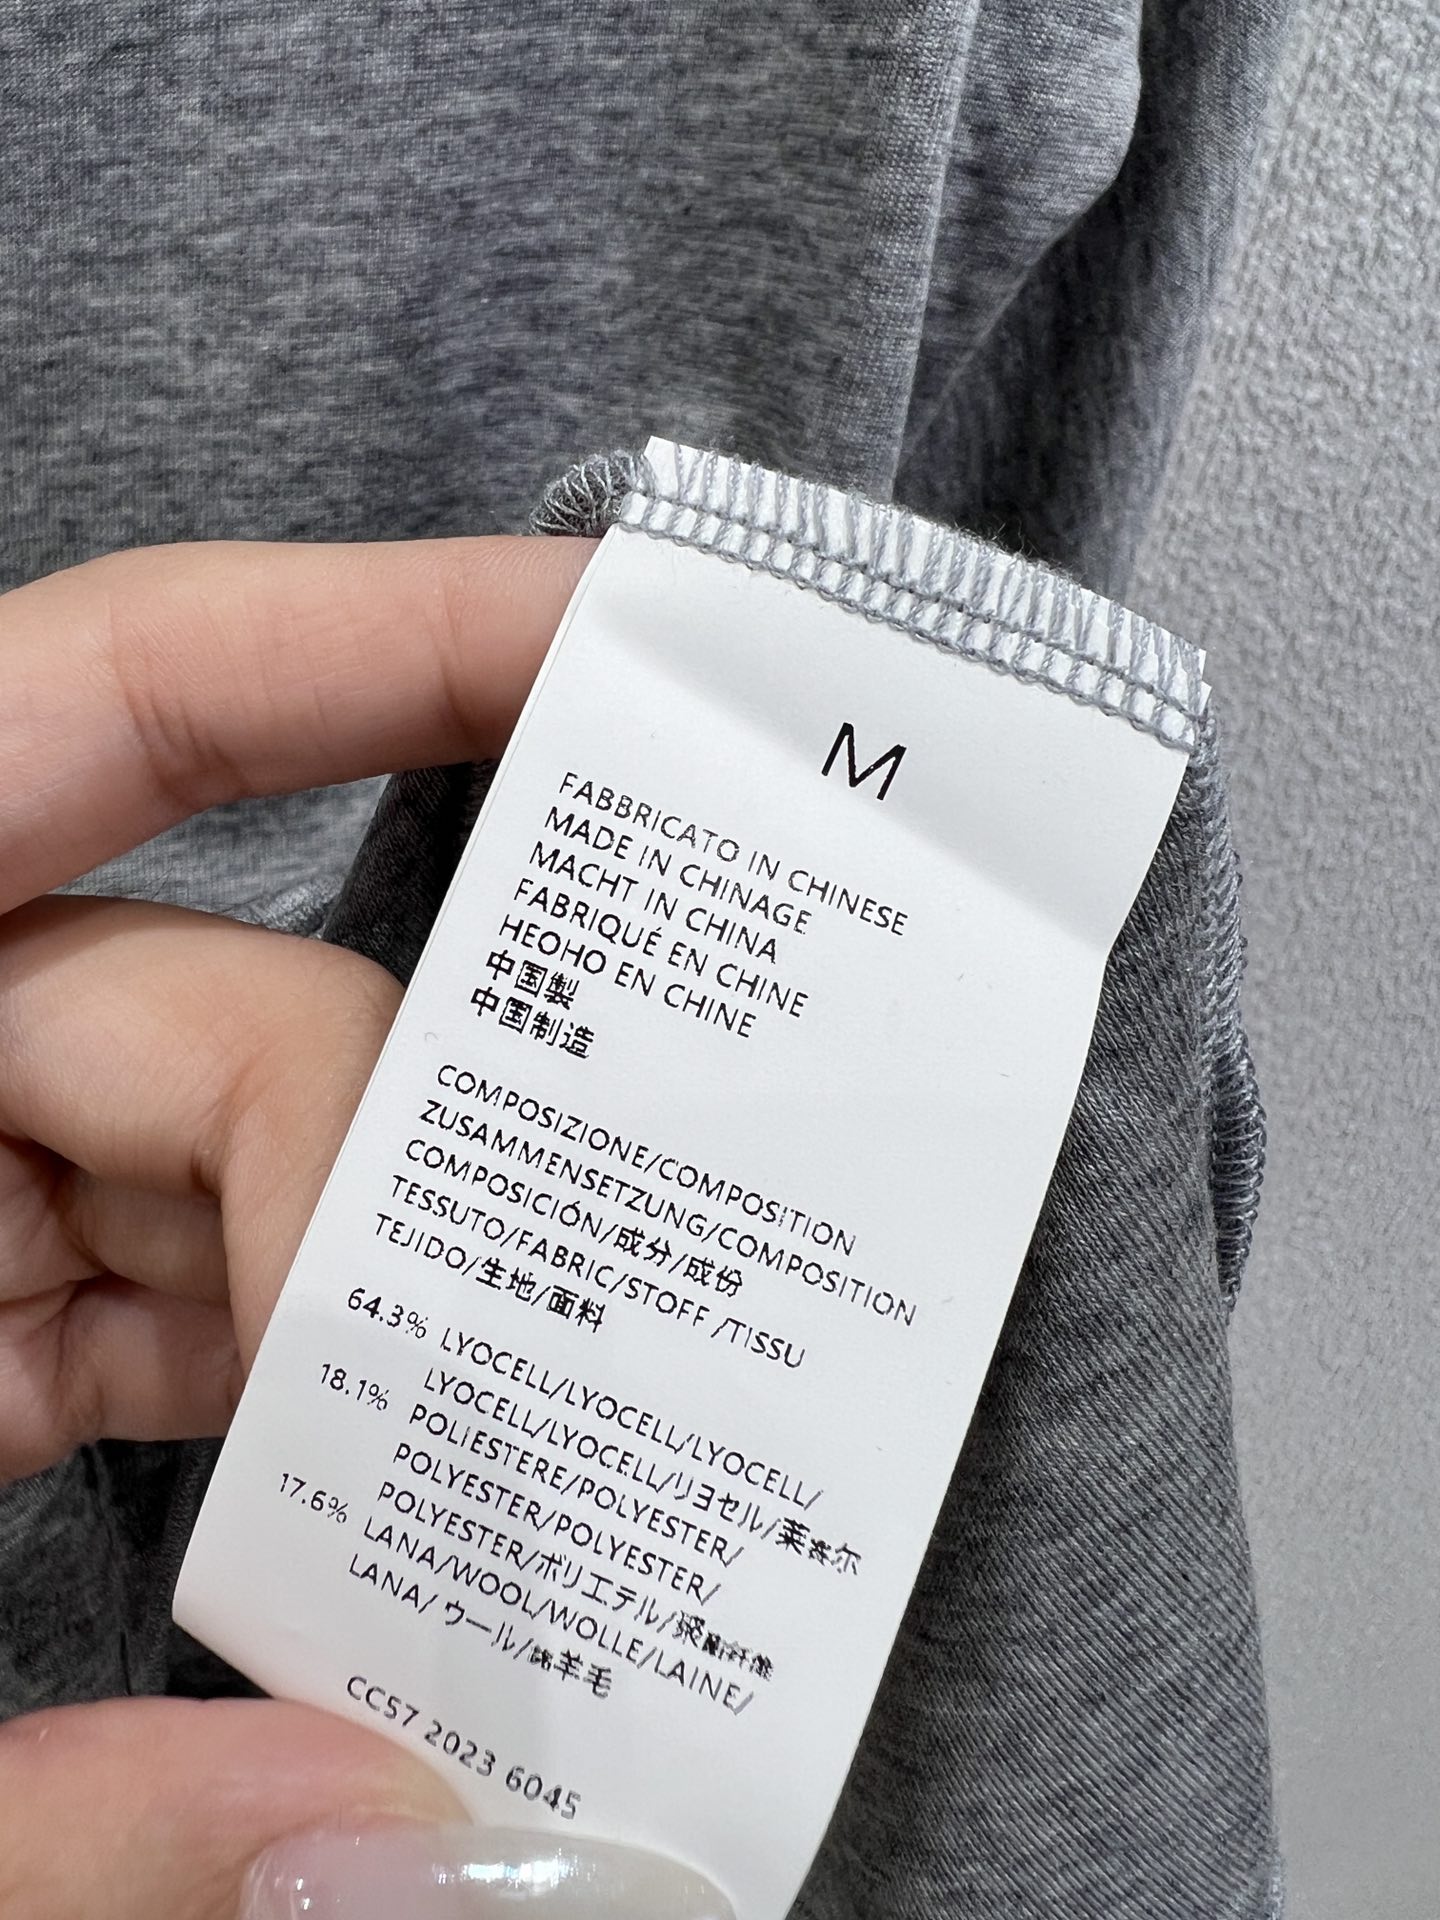 M
FABBRICATO IN CHINESE
MADE IN CHINAGE
MACHT IN CHINA
FABRIQUÉ EN CHINE
HEOHO EN CHINE
中国製
中国制造
COMPOSIZIONE/COMPOSITION
ZUSAMMENSETZUNG/COMPOSITION
COMPOSICIÓN/成分/成份
TESSUTO/FABRIC/STOFF /TISSU
TEJIDO/生地/面料
64.3% LYOCELL/LYOCELL/LYOCELL/
LYOCELL/LYOCELL/リヨセル/莱赛尔
18.1% POLIESTERE/POLYESTER/
POLYESTER/POLYESTER/
POLYESTER/ポリエテル/
17.6% LANA/WOOL/WOLLE/LAINE/
LANA/ ウール/绵羊毛
CC57 2023 6045